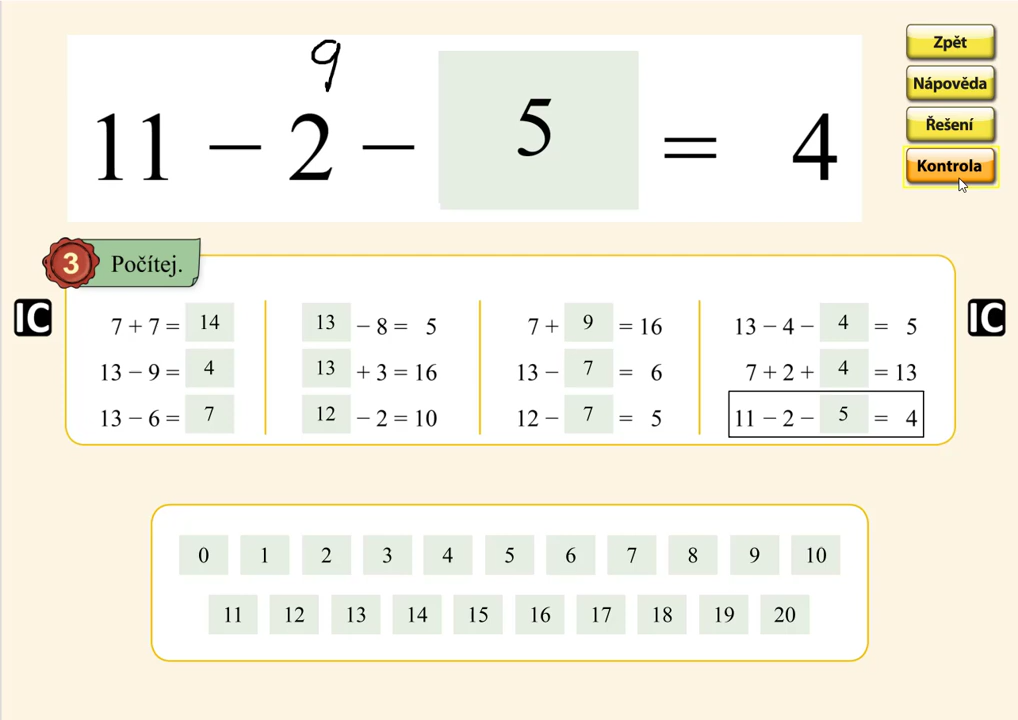 9
11 − 2 − 5 = 4
Zpět
Nápověda
Řešení
Kontrola
3 Počítej.
IC
IC
7 + 7 = 14
13 − 9 = 4
13 − 6 = 7
13 − 8 = 5
13 + 3 = 16
12 − 2 = 10
7 + 9 = 16
13 − 7 = 6
12 − 7 = 5
13 − 4 − 4 = 5
7 + 2 + 4 = 13
11 − 2 − 5 = 4
0 1 2 3 4 5 6 7 8 9 10
11 12 13 14 15 16 17 18 19 20